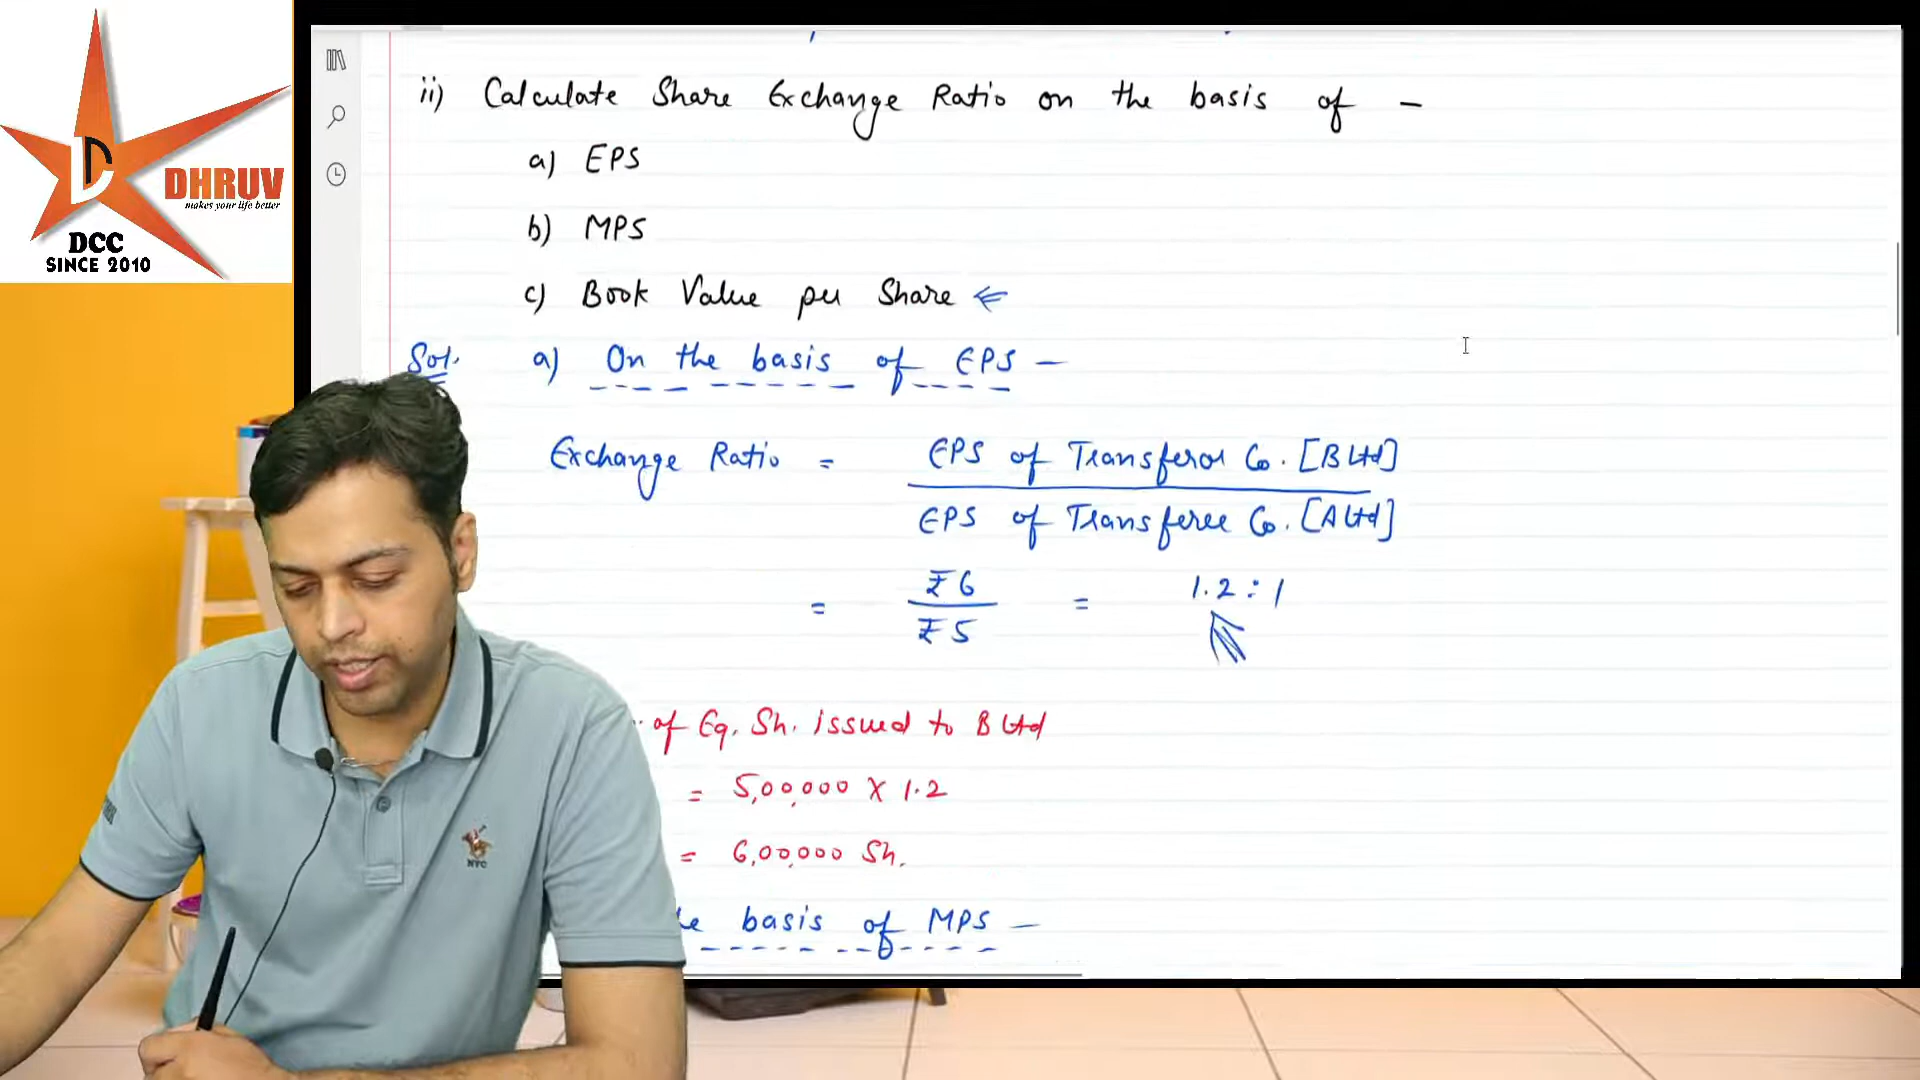 DHRUV
makes your life better
DCC
SINCE 2010
ii) Calculate Share Exchange Ratio on the basis of -
a) EPS
b) MPS
c) Book Value per Share
Sol. a) On the basis of EPS -
Exchange Ratio = EPS of Transferor Co. [B Ltd]
EPS of Transferee Co. [A Ltd]
= ₹ 6 = 1.2 : 1
₹ 5
of Eq. Sh. issued to B Ltd
= 5,00,000 X 1.2
= 6,00,000 Sh.
basis of MPS -
NYC